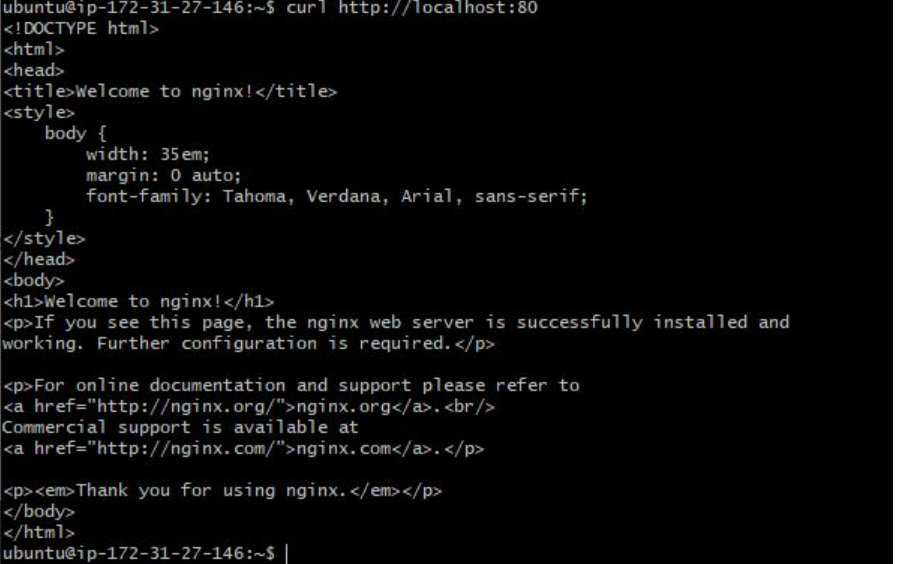 ubuntu@ip-172-31-27-146:~$ curl http://localhost:80
<!DOCTYPE html>
<html>
<head>
<title>Welcome to nginx!</title>
<style>
    body {
        width: 35em;
        margin: 0 auto;
        font-family: Tahoma, Verdana, Arial, sans-serif;
    }
</style>
</head>
<body>
<h1>Welcome to nginx!</h1>
<p>If you see this page, the nginx web server is successfully installed and
working. Further configuration is required.</p>

<p>For online documentation and support please refer to
<a href="http://nginx.org/">nginx.org</a>.<br/>
Commercial support is available at
<a href="http://nginx.com/">nginx.com</a>.</p>

<p><em>Thank you for using nginx.</em></p>
</body>
</html>
ubuntu@ip-172-31-27-146:~$